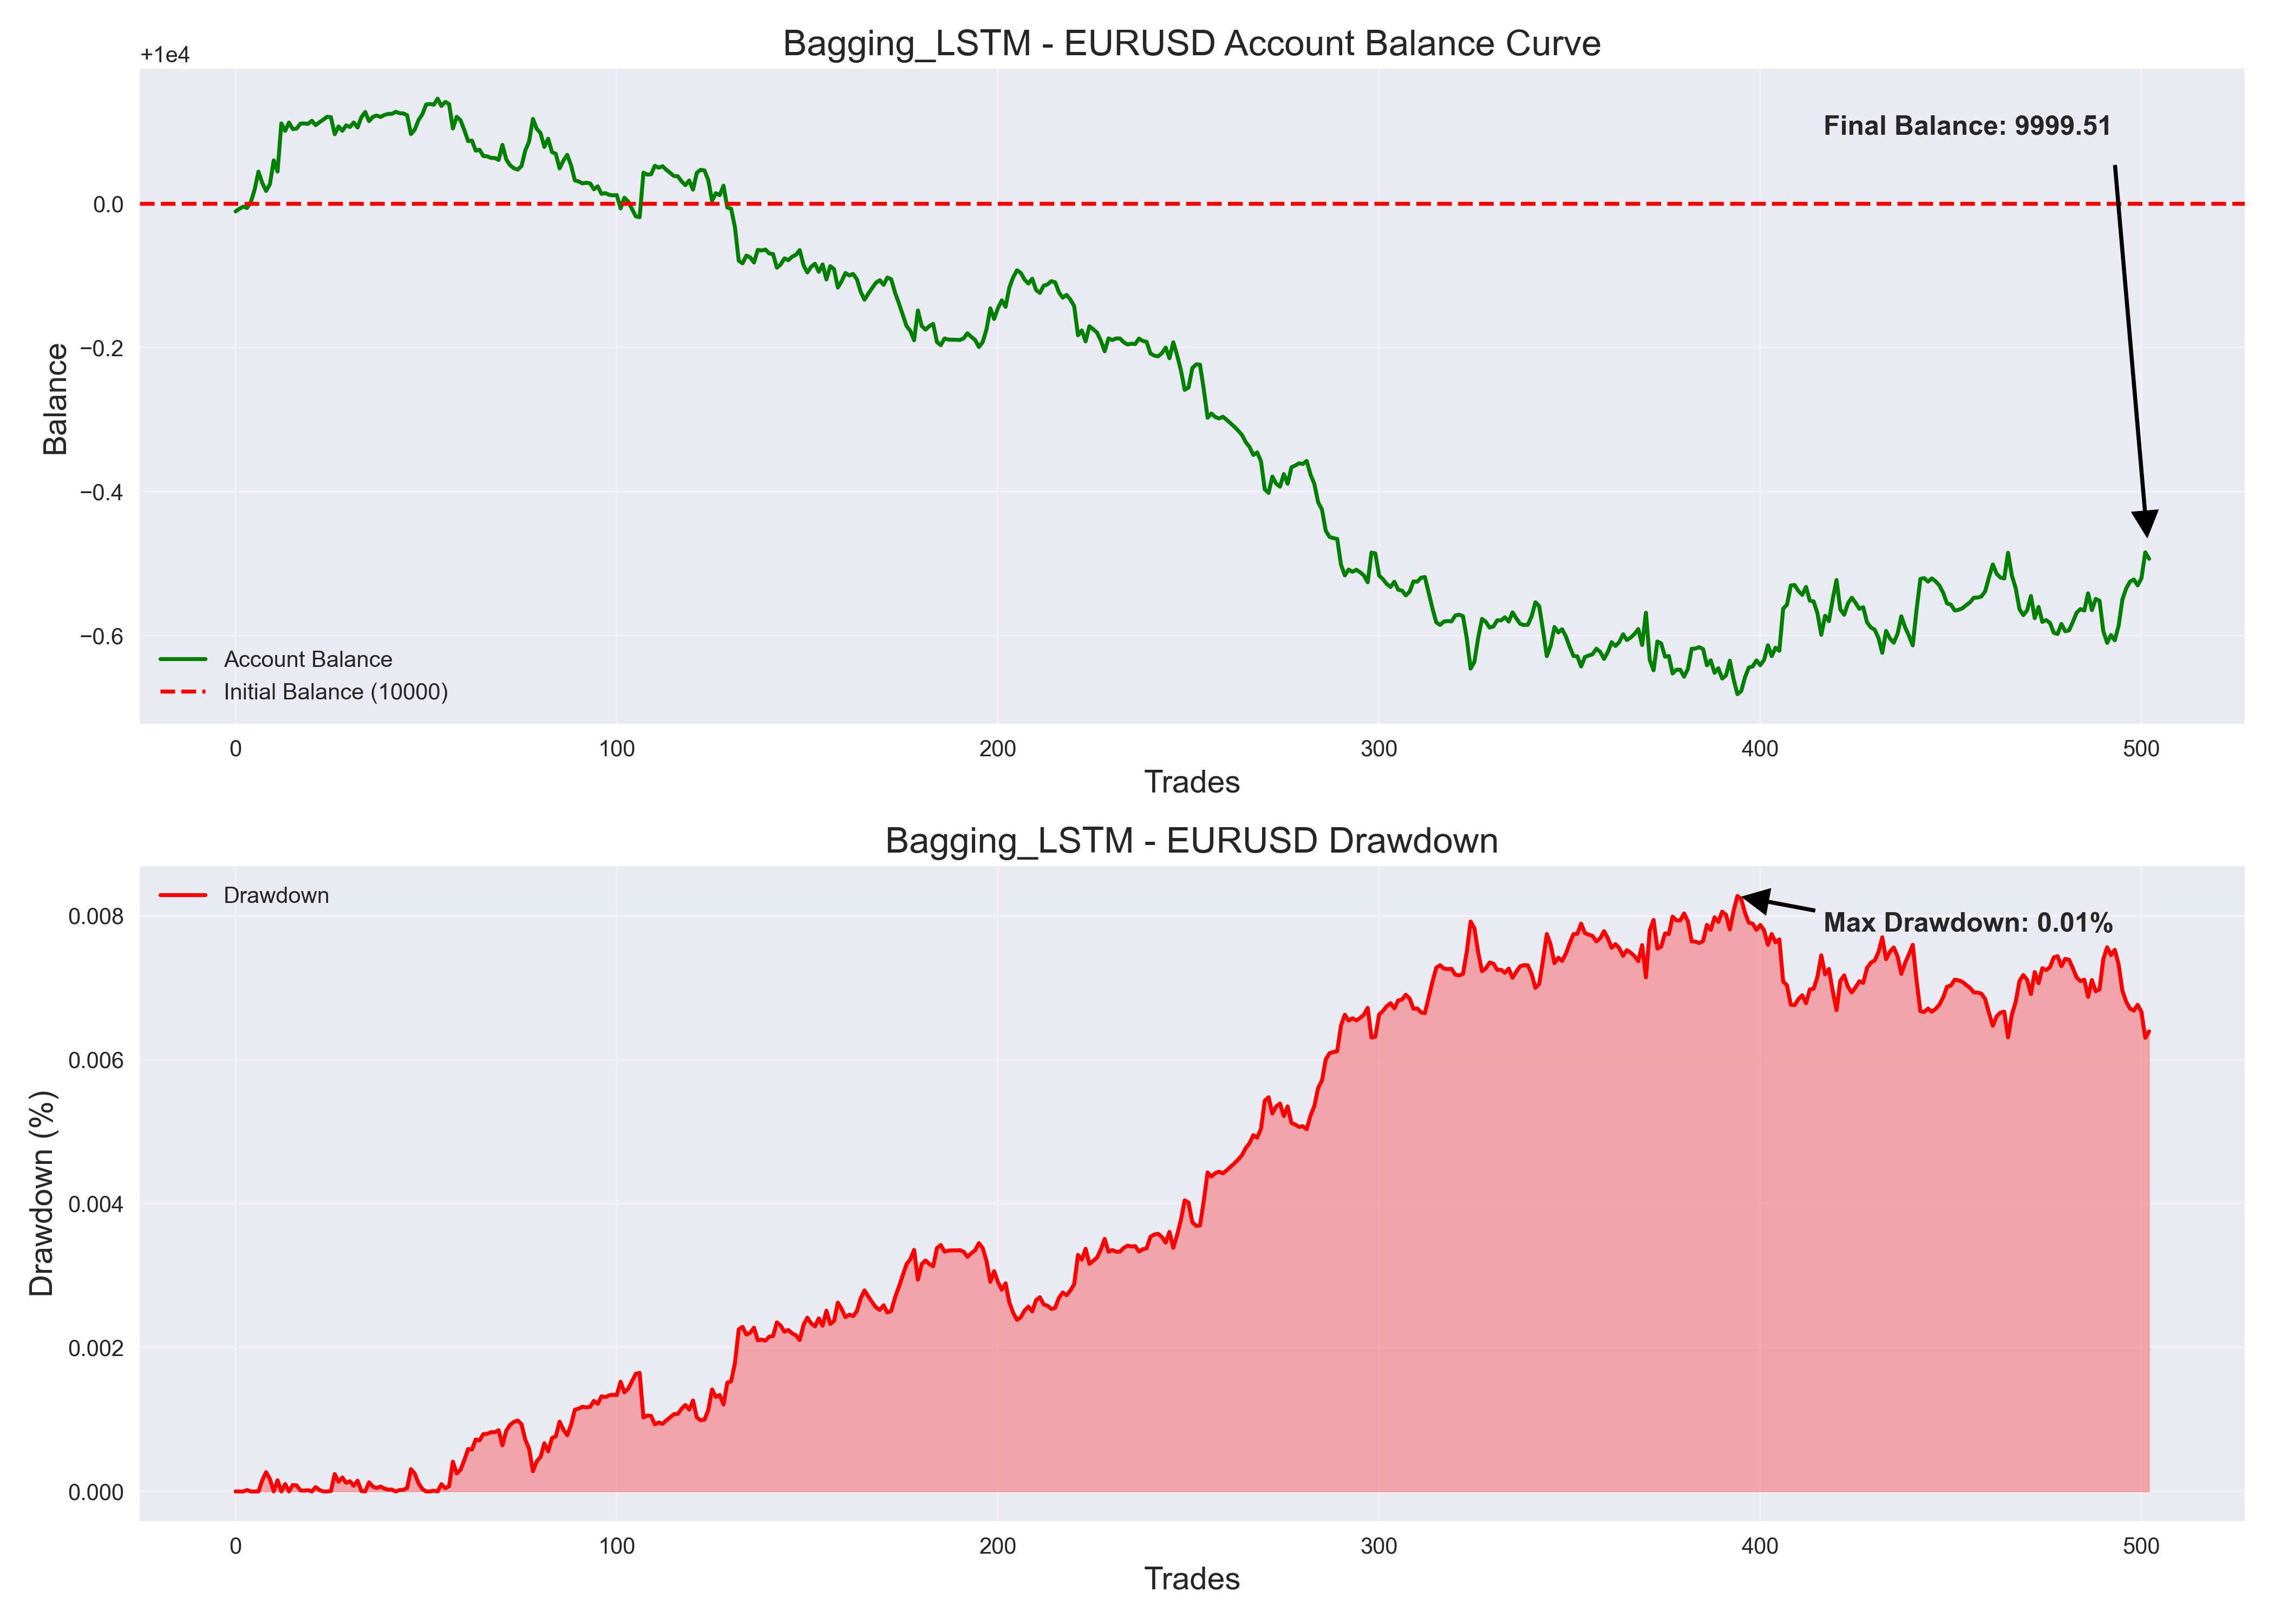 Bagging_LSTM - EURUSD Account Balance Curve
+1e4
Final Balance: 9999.51
0.0
−0.2
−0.4
−0.6
Balance
Account Balance
Initial Balance (10000)
0 100 200 300 400 500
Trades
Bagging_LSTM - EURUSD Drawdown
Drawdown
Max Drawdown: 0.01%
0.008
0.006
0.004
0.002
0.000
Drawdown (%)
0 100 200 300 400 500
Trades